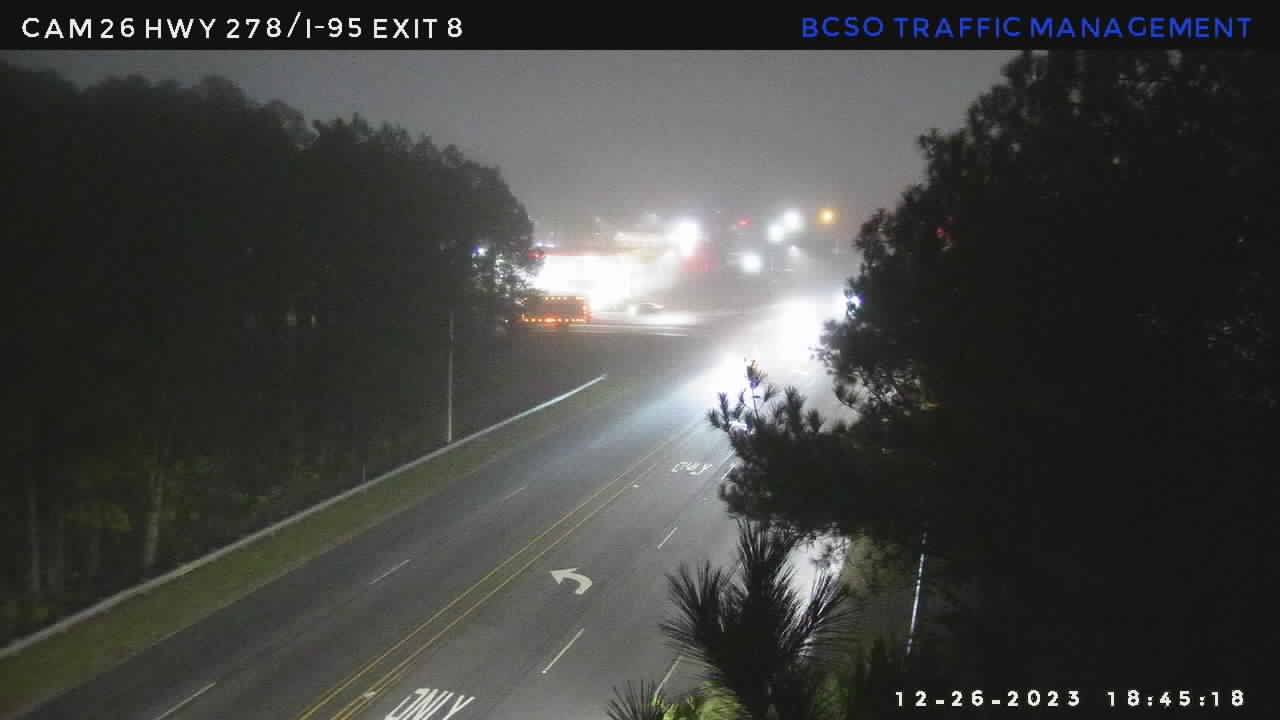 CAM 26 HWY 278/I-95 EXIT 8
BCSO TRAFFIC MANAGEMENT
ONLY
ONLY
12-26-2023 18:45:18